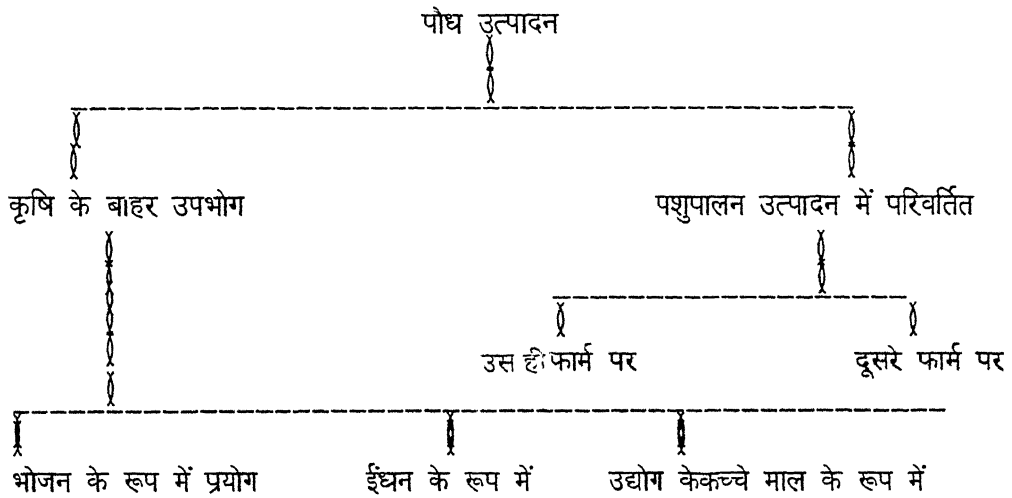 पोध उत्पादन
कृषि के बाहर उपभोग पशुपालन उत्पादन में परिवर्तित
उस ही फार्म पर दूसरे फार्म पर
भोजन के रूप में प्रयोग ईंधन के रूप में उद्योग केकच्चे माल के रूप में